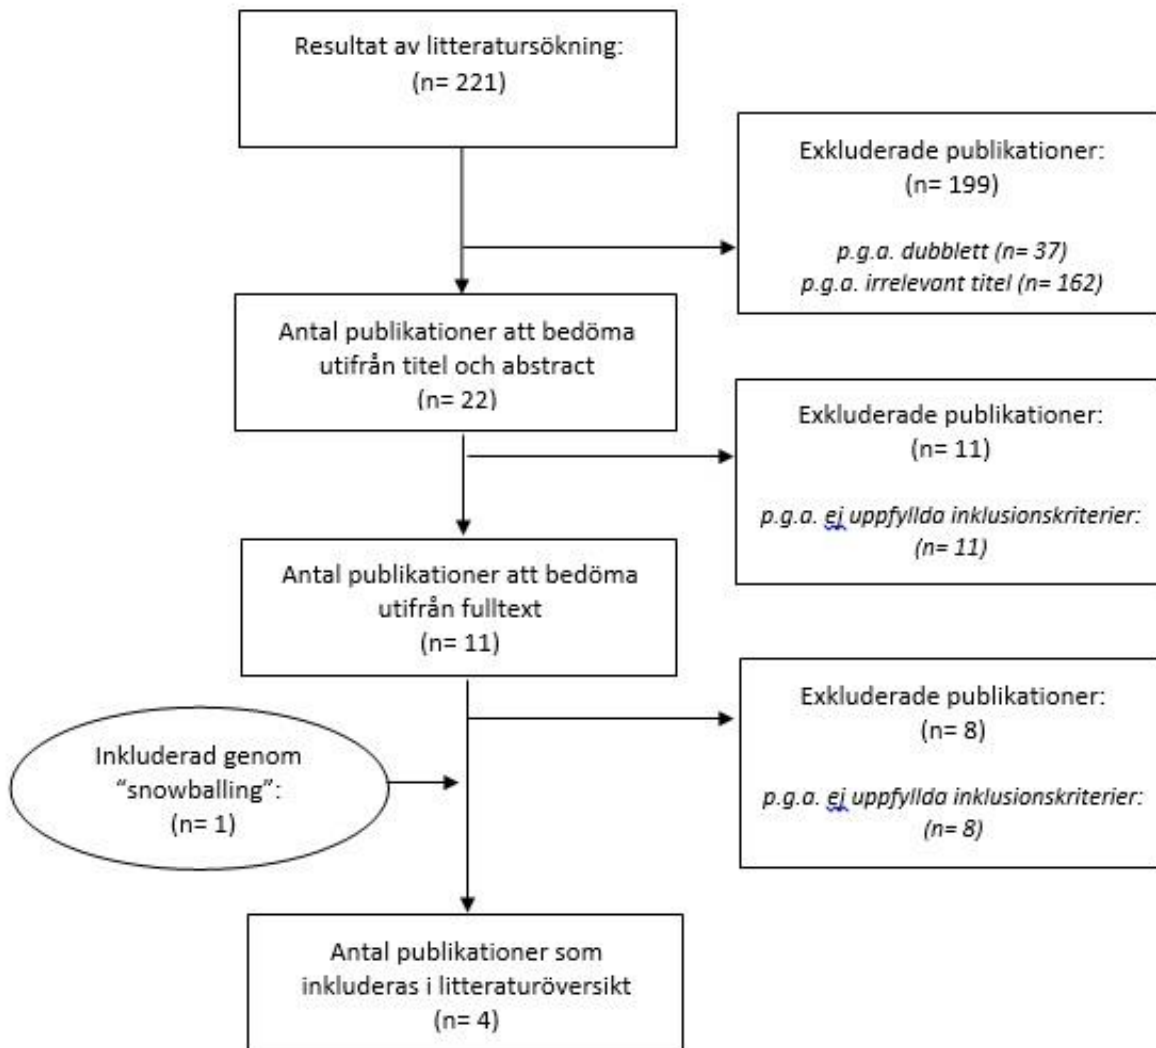 Resultat av litteratursökning:
(n= 221)
Exkluderade publikationer:
(n= 199)
p.g.a. dubblett (n= 37)
p.g.a. irrelevant titel (n= 162)
Antal publikationer att bedöma
utifrån titel och abstract
(n= 22)
Exkluderade publikationer:
(n= 11)
p.g.a. ej uppfyllda inklusionskriterier:
(n= 11)
Antal publikationer att bedöma
utifrån fulltext
(n= 11)
Exkluderade publikationer:
(n= 8)
p.g.a. ej uppfyllda inklusionskriterier:
(n= 8)
Inkluderad genom
“snowballing”:
(n= 1)
Antal publikationer som
inkluderas i litteraturöversikt
(n= 4)